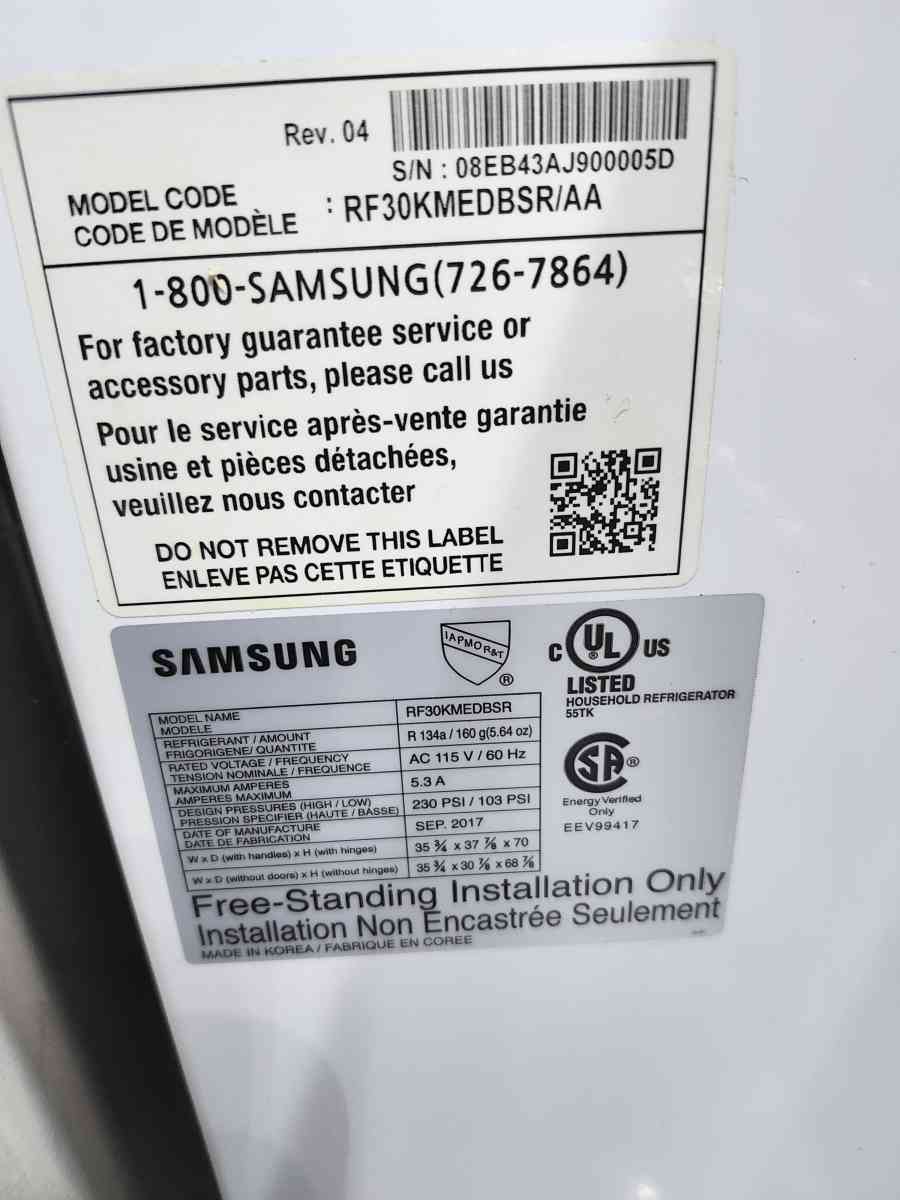 Rev. 04
S/N : 08EB43AJ900005D
MODEL CODE
CODE DE MODÈLE : RF30KMEDBSR/AA
1-800-SAMSUNG(726-7864)
For factory guarantee service or
accessory parts, please call us
Pour le service après-vente garantie
usine et pièces détachées,
veuillez nous contacter
DO NOT REMOVE THIS LABEL
ENLEVE PAS CETTE ETIQUETTE
SAMSUNG
IAPMO R&T ®
C UL ® US
LISTED
HOUSEHOLD REFRIGERATOR
55TK
SA ®
Energy Verified
Only
EEV99417
MODEL NAME
MODELE
RF30KMEDBSR
REFRIGERANT / AMOUNT
FRIGORIGENE/ QUANTITE
R 134a / 160 g(5.64 oz)
RATED VOLTAGE / FREQUENCY
TENSION NOMINALE / FREQUENCE
AC 115 V / 60 Hz
MAXIMUM AMPERES
AMPERES MAXIMUM
5.3 A
DESIGN PRESSURES (HIGH / LOW)
PRESSION SPECIFIER (HAUTE / BASSE)
230 PSI / 103 PSI
DATE OF MANUFACTURE
DATE DE FABRICATION
SEP. 2017
W x D (with handles) x H (with hinges)
35 ¾ x 37 ⅞ x 70
W x D (without doors) x H (without hinges)
35 ¾ x 30 ⅞ x 68 ⅞
Free-Standing Installation Only
Installation Non Encastrée Seulement
MADE IN KOREA / FABRIQUE EN COREE